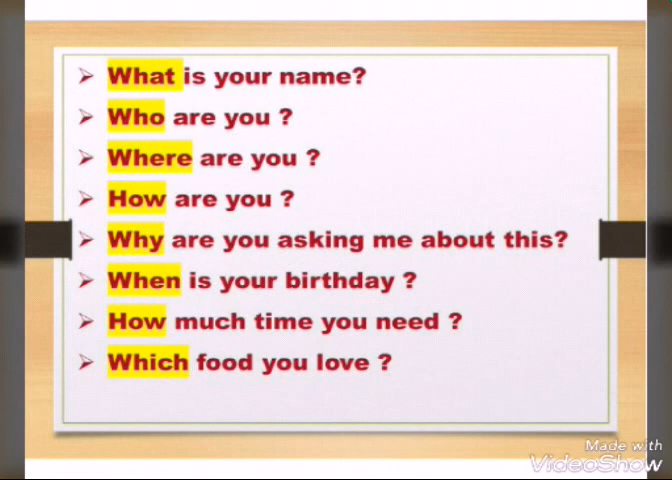 What is your name?
Who are you ?
Where are you ?
How are you ?
Why are you asking me about this?
When is your birthday ?
How much time you need ?
Which food you love ?
Made with
VideoShow